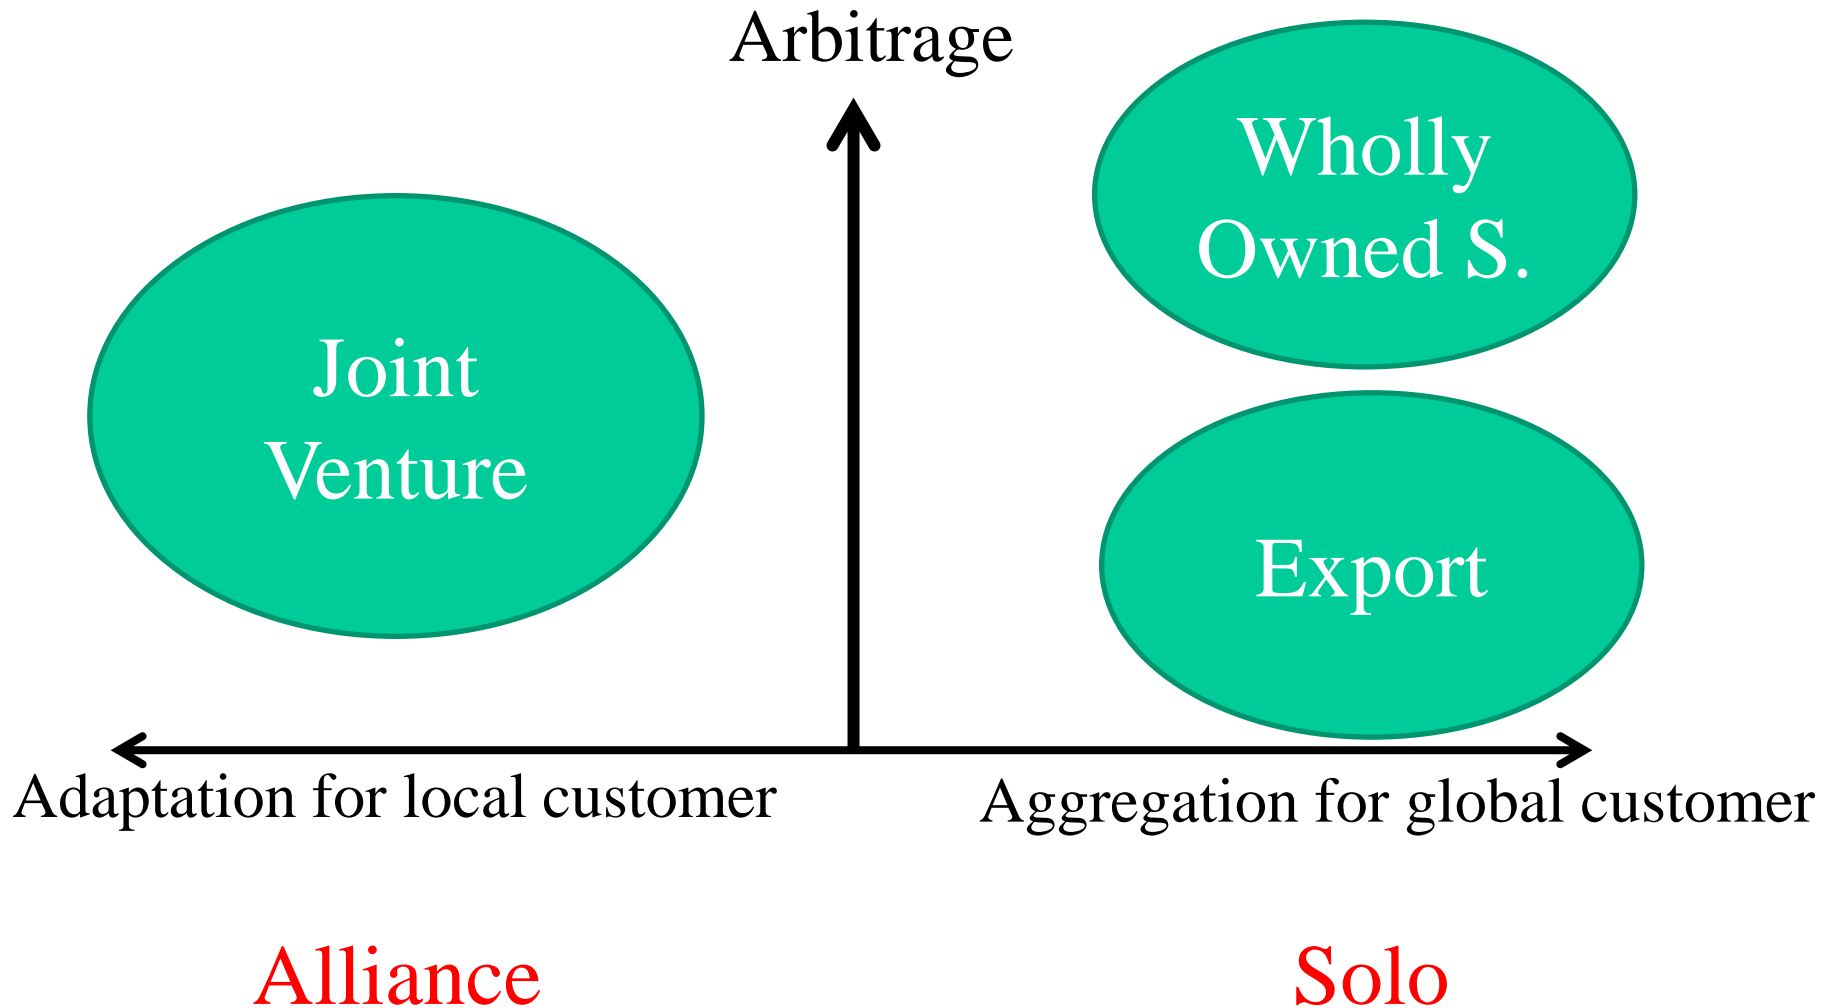 Arbitrage
Wholly
Owned S.
Joint
Venture
Export
Adaptation for local customer
Aggregation for global customer
Alliance
Solo